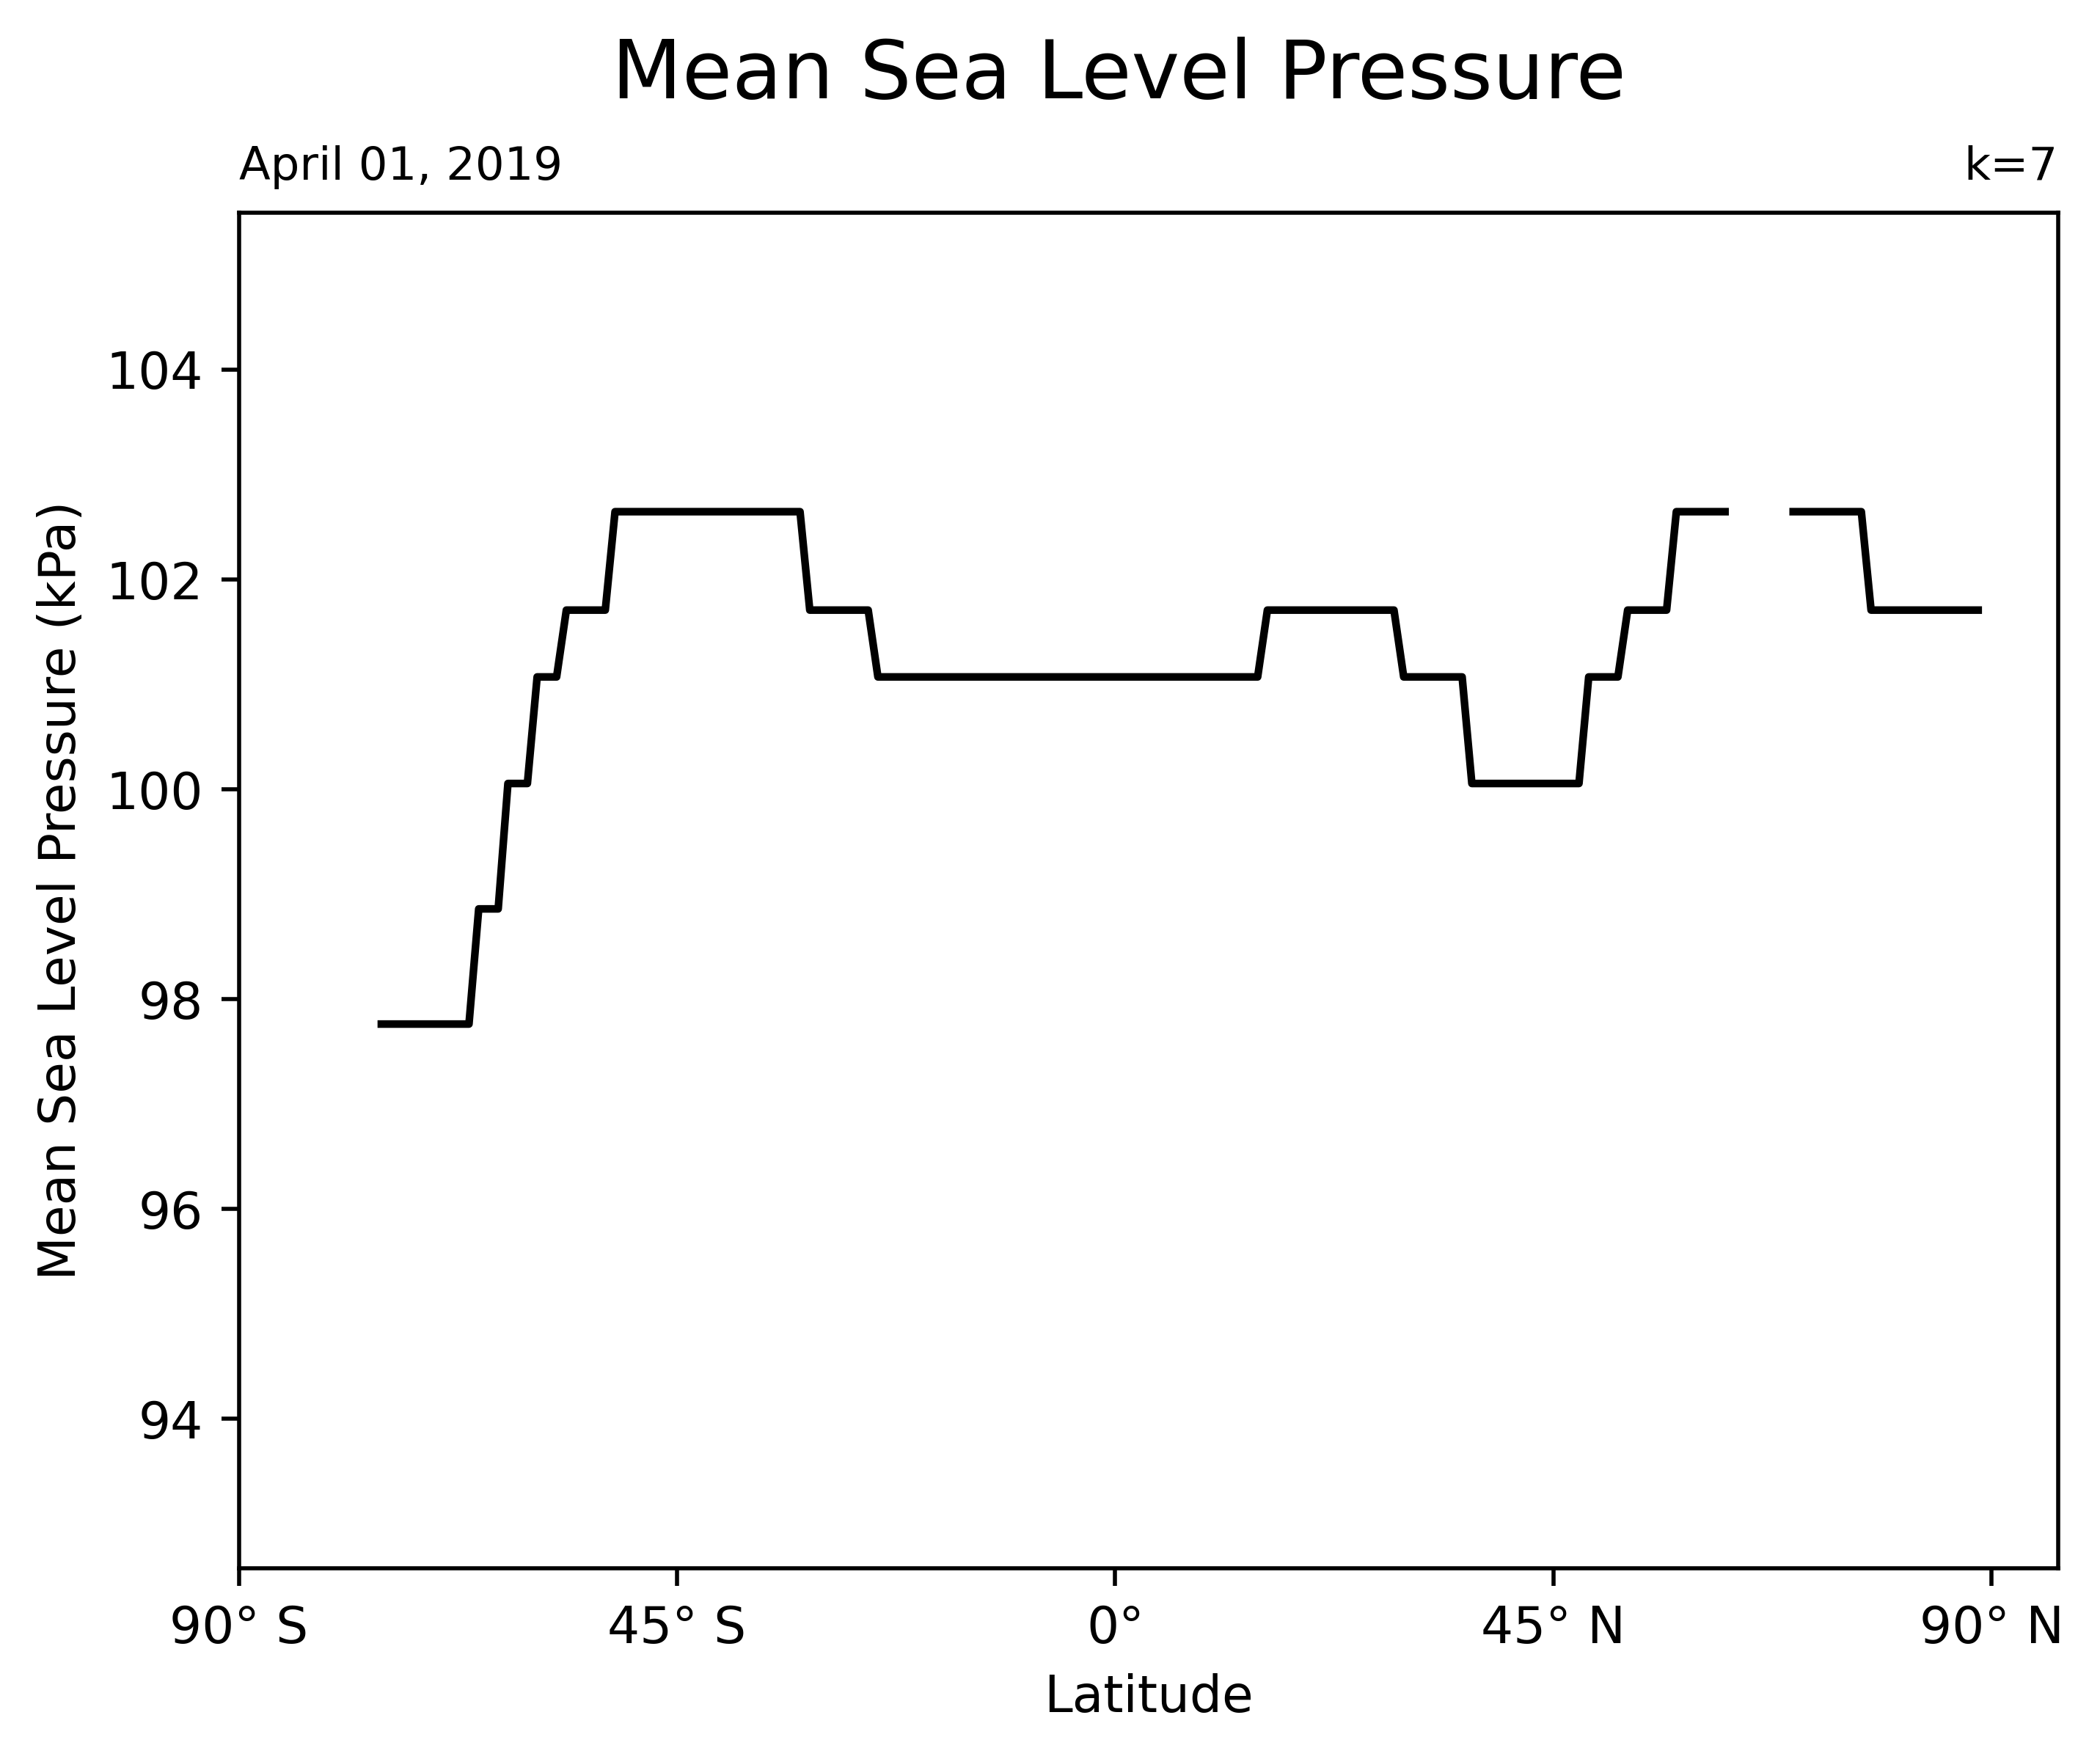 Mean Sea Level Pressure
April 01, 2019
k=7
Mean Sea Level Pressure (kPa)
104
102
100
98
96
94
90° S
45° S
0°
45° N
90° N
Latitude